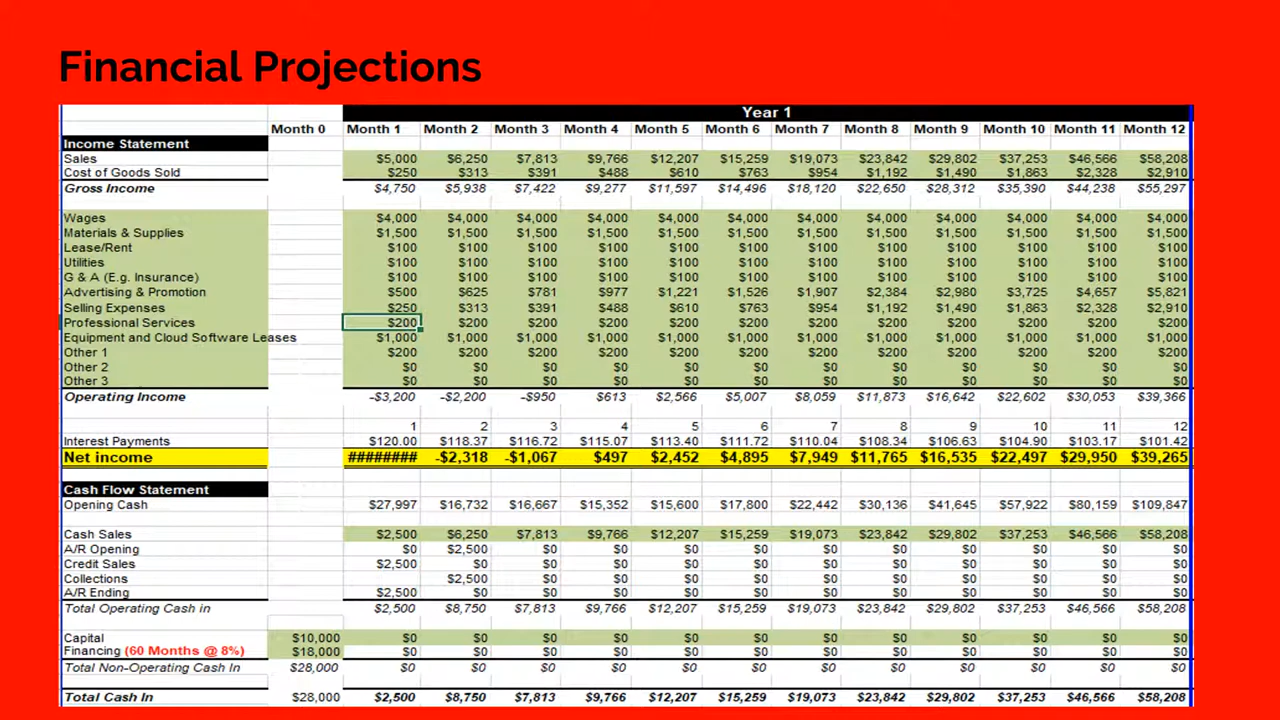 Financial Projections
Year 1
Month 0 Month 1 Month 2 Month 3 Month 4 Month 5 Month 6 Month 7 Month 8 Month 9 Month 10 Month 11 Month 12
Income Statement
Sales $5,000 $6,250 $7,813 $9,766 $12,207 $15,259 $19,073 $23,842 $29,802 $37,253 $46,566 $58,208
Cost of Goods Sold $250 $313 $391 $488 $610 $763 $954 $1,192 $1,490 $1,863 $2,328 $2,910
Gross Income $4,750 $5,938 $7,422 $9,277 $11,597 $14,496 $18,120 $22,650 $28,312 $35,390 $44,238 $55,297
Wages $4,000 $4,000 $4,000 $4,000 $4,000 $4,000 $4,000 $4,000 $4,000 $4,000 $4,000 $4,000
Materials & Supplies $1,500 $1,500 $1,500 $1,500 $1,500 $1,500 $1,500 $1,500 $1,500 $1,500 $1,500 $1,500
Lease/Rent $100 $100 $100 $100 $100 $100 $100 $100 $100 $100 $100 $100
Utilities $100 $100 $100 $100 $100 $100 $100 $100 $100 $100 $100 $100
G & A (E.g. Insurance) $100 $100 $100 $100 $100 $100 $100 $100 $100 $100 $100 $100
Advertising & Promotion $500 $625 $781 $977 $1,221 $1,526 $1,907 $2,384 $2,980 $3,725 $4,657 $5,821
Selling Expenses $250 $313 $391 $488 $610 $763 $954 $1,192 $1,490 $1,863 $2,328 $2,910
Professional Services $200 $200 $200 $200 $200 $200 $200 $200 $200 $200 $200 $200
Equipment and Cloud Software Leases $1,000 $1,000 $1,000 $1,000 $1,000 $1,000 $1,000 $1,000 $1,000 $1,000 $1,000 $1,000
Other 1 $200 $200 $200 $200 $200 $200 $200 $200 $200 $200 $200 $200
Other 2 $0 $0 $0 $0 $0 $0 $0 $0 $0 $0 $0 $0
Other 3 $0 $0 $0 $0 $0 $0 $0 $0 $0 $0 $0 $0
Operating Income -$3,200 -$2,200 -$950 $613 $2,566 $5,007 $8,059 $11,873 $16,642 $22,602 $30,053 $39,366
1 2 3 4 5 6 7 8 9 10 11 12
Interest Payments $120.00 $118.37 $116.72 $115.07 $113.40 $111.72 $110.04 $108.34 $106.63 $104.90 $103.17 $101.42
Net income ######## -$2,318 -$1,067 $497 $2,452 $4,895 $7,949 $11,765 $16,535 $22,497 $29,950 $39,265
Cash Flow Statement
Opening Cash $27,997 $16,732 $16,667 $15,352 $15,600 $17,800 $22,442 $30,136 $41,645 $57,922 $80,159 $109,847
Cash Sales $2,500 $6,250 $7,813 $9,766 $12,207 $15,259 $19,073 $23,842 $29,802 $37,253 $46,566 $58,208
A/R Opening $0 $2,500 $0 $0 $0 $0 $0 $0 $0 $0 $0 $0
Credit Sales $2,500 $0 $0 $0 $0 $0 $0 $0 $0 $0 $0 $0
Collections $2,500 $0 $0 $0 $0 $0 $0 $0 $0 $0 $0
A/R Ending $2,500 $0 $0 $0 $0 $0 $0 $0 $0 $0 $0 $0
Total Operating Cash in $2,500 $8,750 $7,813 $9,766 $12,207 $15,259 $19,073 $23,842 $29,802 $37,253 $46,566 $58,208
Capital $10,000 $0 $0 $0 $0 $0 $0 $0 $0 $0 $0 $0 $0
Financing (60 Months @ 8%) $18,000 $0 $0 $0 $0 $0 $0 $0 $0 $0 $0 $0 $0
Total Non-Operating Cash In $28,000 $0 $0 $0 $0 $0 $0 $0 $0 $0 $0 $0 $0
Total Cash In $28,000 $2,500 $8,750 $7,813 $9,766 $12,207 $15,259 $19,073 $23,842 $29,802 $37,253 $46,566 $58,208